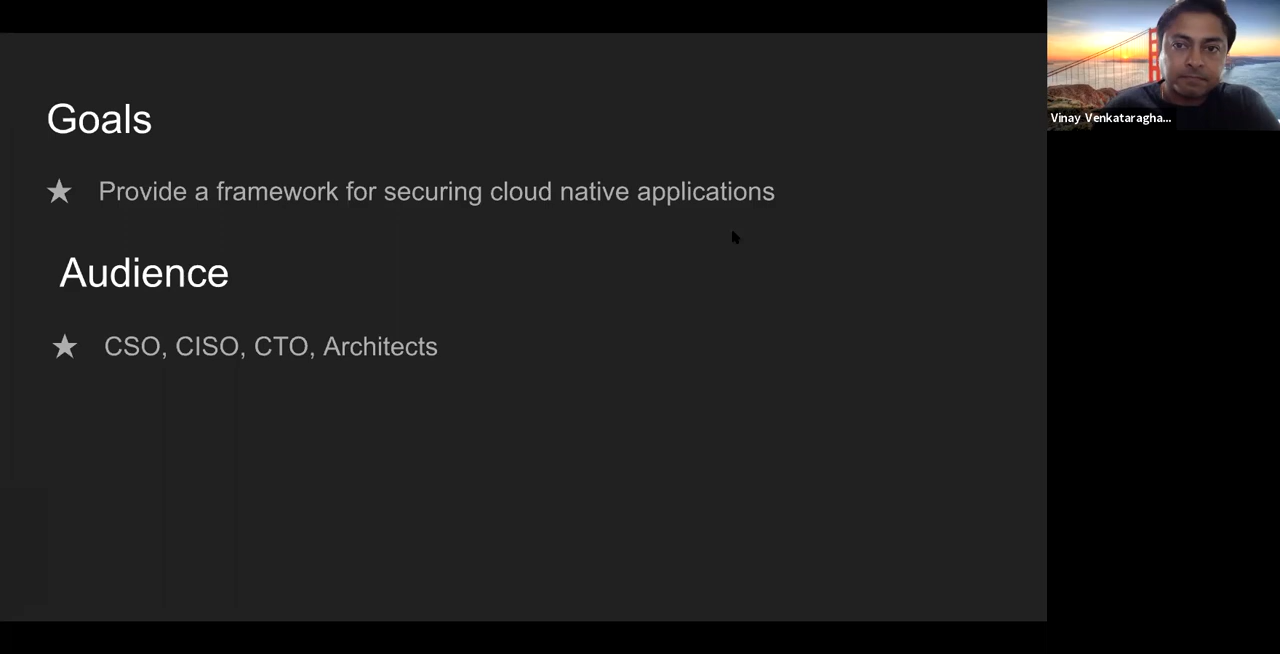 Goals
★ Provide a framework for securing cloud native applications
Audience
★ CSO, CISO, CTO, Architects
Vinay Venkataragha...